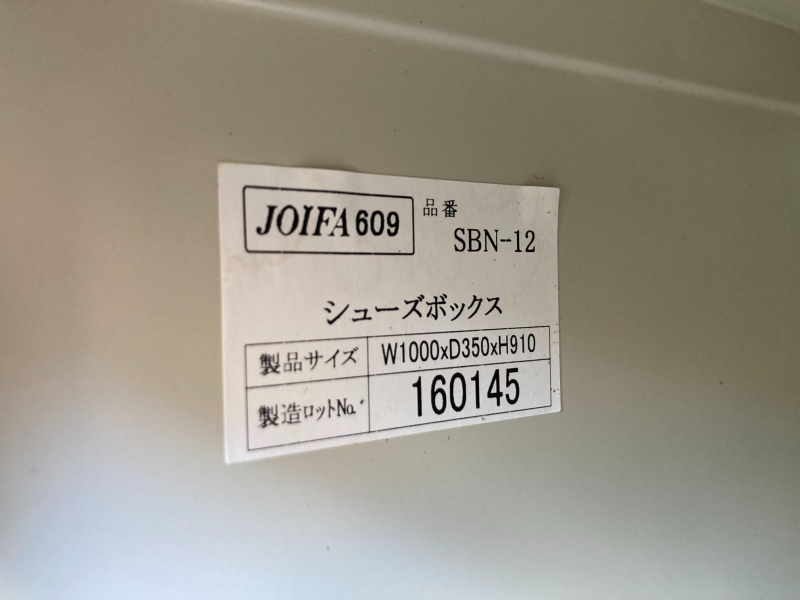 JOIFA 609
品番
SBN-12
シューズボックス
製品サイズ W1000xD350xH910
製造ロットNo. 160145